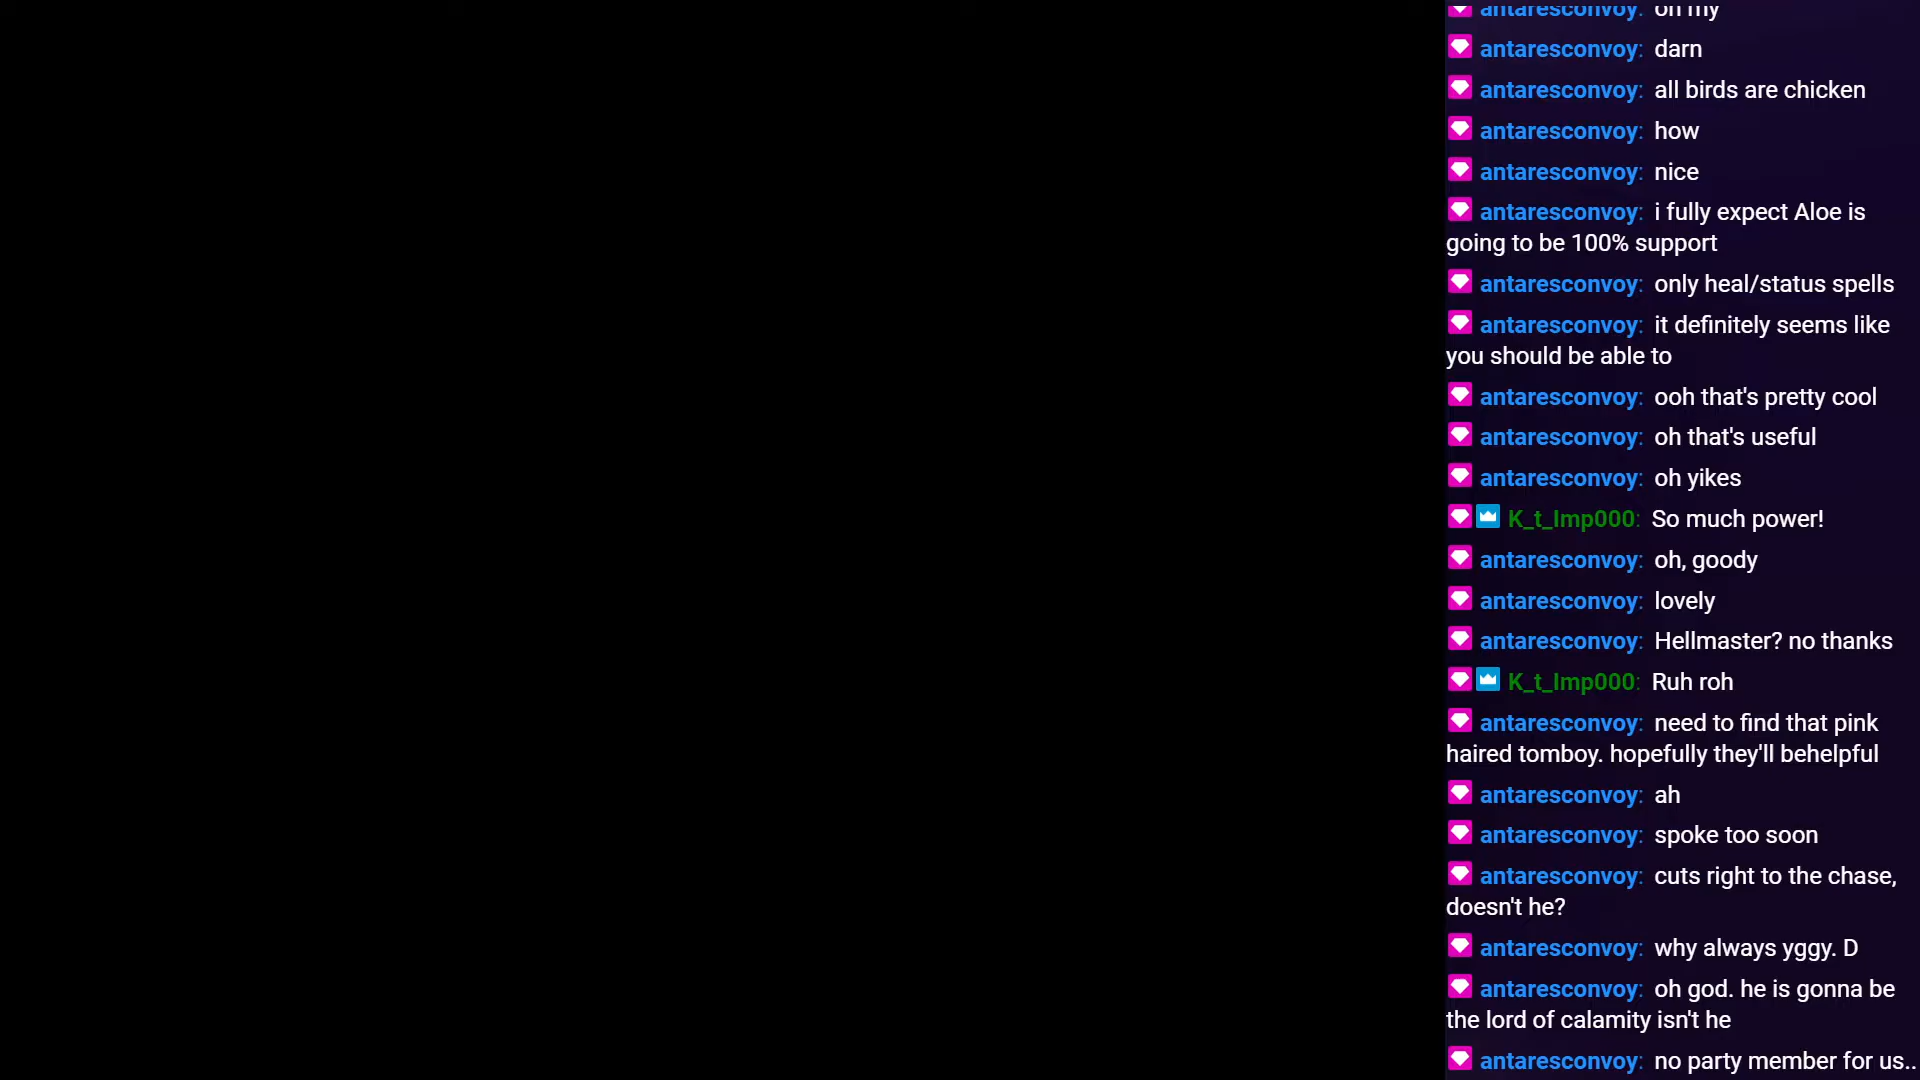 antaresconvoy: oh my
antaresconvoy: darn
antaresconvoy: all birds are chicken
antaresconvoy: how
antaresconvoy: nice
antaresconvoy: i fully expect Aloe is
going to be 100% support
antaresconvoy: only heal/status spells
antaresconvoy: it definitely seems like
you should be able to
antaresconvoy: ooh that's pretty cool
antaresconvoy: oh that's useful
antaresconvoy: oh yikes
K_t_Imp000: So much power!
antaresconvoy: oh, goody
antaresconvoy: lovely
antaresconvoy: Hellmaster? no thanks
K_t_Imp000: Ruh roh
antaresconvoy: need to find that pink
haired tomboy. hopefully they'll behelpful
antaresconvoy: ah
antaresconvoy: spoke too soon
antaresconvoy: cuts right to the chase,
doesn't he?
antaresconvoy: why always yggy. D
antaresconvoy: oh god. he is gonna be
the lord of calamity isn't he
antaresconvoy: no party member for us..